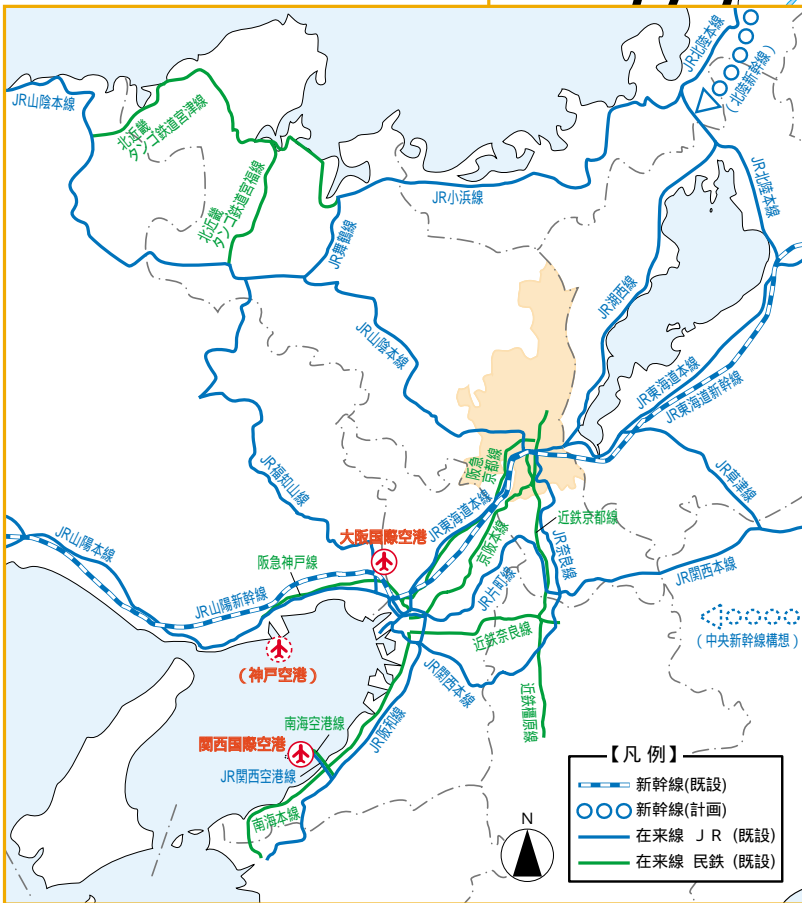 JR北陸本線
(北陸新幹線)
JR山陰本線
北近畿
タンゴ鉄道宮津線
JR北陸本線
JR小浜線
北近畿
タンゴ鉄道宮福線
JR舞鶴線
JR湖西線
JR山陰本線
JR東海道本線
JR東海道新幹線
阪急
京都線
JR福知山線
JR草津線
JR東海道本線
近鉄京都線
大阪国際空港
京阪本線
JR山陽本線
JR奈良線
阪急神戸線
JR関西本線
JR片町線
JR山陽新幹線
近鉄奈良線
(中央新幹線構想)
(神戸空港)
JR関西本線
近鉄橿原線
南海空港線
JR阪和線
関西国際空港
JR関西空港線
南海本線
N
【凡例】
新幹線(既設)
新幹線(計画)
在来線 JR (既設)
在来線 民鉄 (既設)